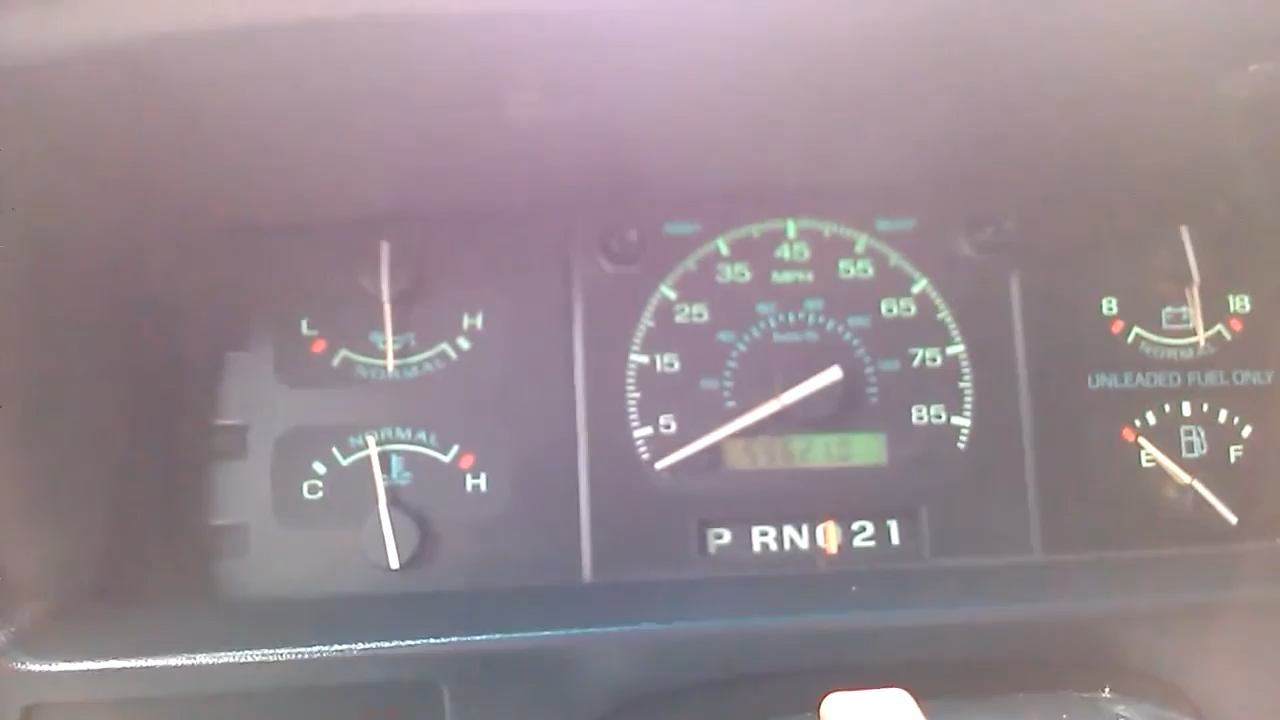 45
35 55
MPH
25 65
8 18
L H
NORMAL
15 75
NORMAL
UNLEADED FUEL ONLY
5 85
NORMAL
E F
C H
P RN 21